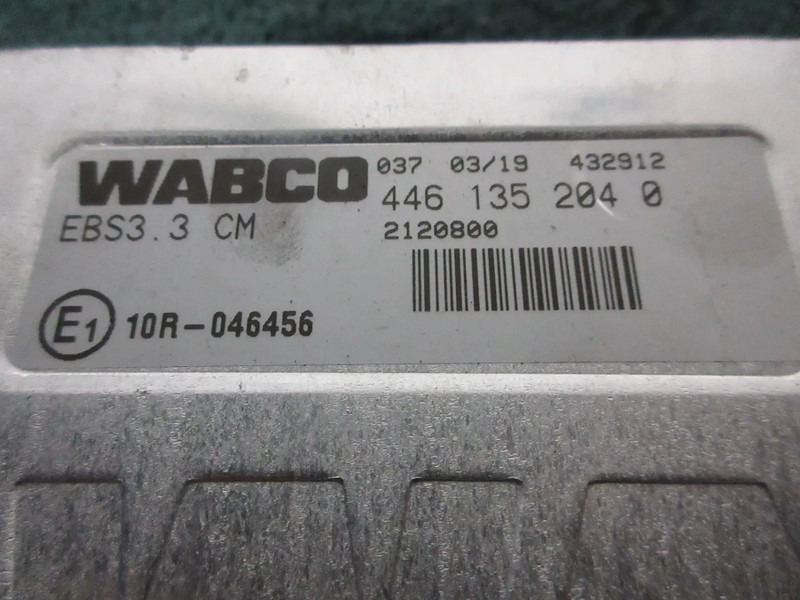 WABCO 037 03/19 432912
446 135 204 0
EBS3.3 CM 2120800
E1 10R-046456